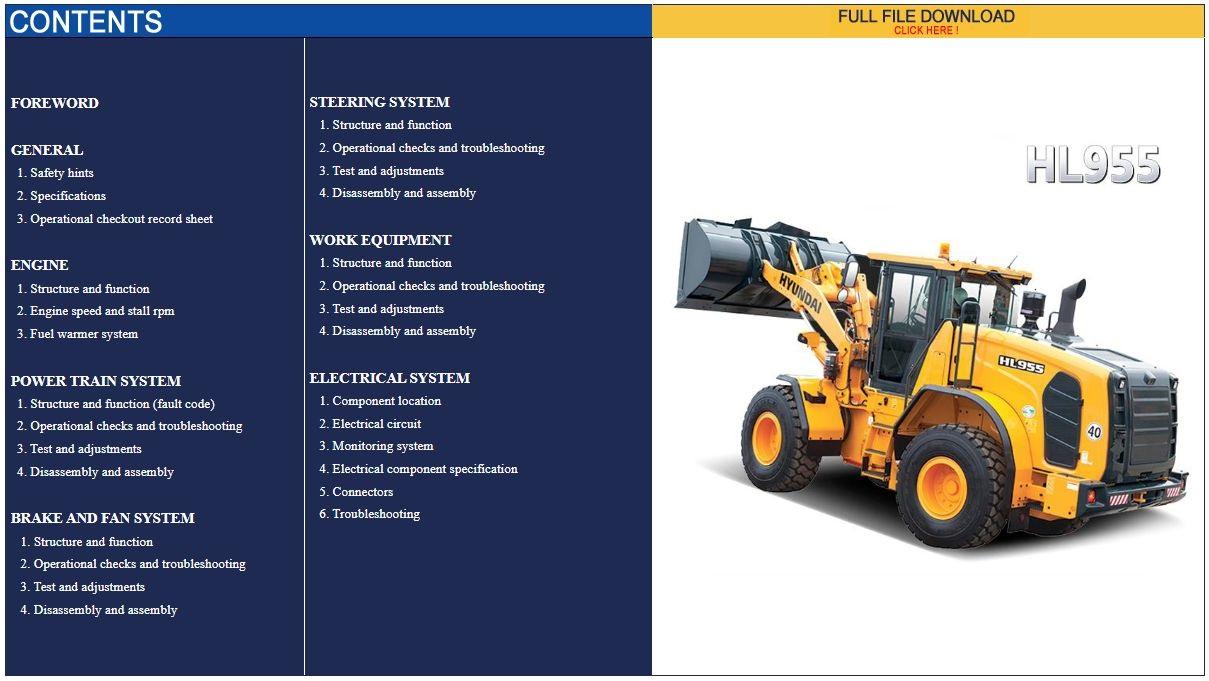 CONTENTS
FULL FILE DOWNLOAD
CLICK HERE !
FOREWORD
GENERAL
1. Safety hints
2. Specifications
3. Operational checkout record sheet
ENGINE
1. Structure and function
2. Engine speed and stall rpm
3. Fuel warmer system
POWER TRAIN SYSTEM
1. Structure and function (fault code)
2. Operational checks and troubleshooting
3. Test and adjustments
4. Disassembly and assembly
BRAKE AND FAN SYSTEM
1. Structure and function
2. Operational checks and troubleshooting
3. Test and adjustments
4. Disassembly and assembly
STEERING SYSTEM
1. Structure and function
2. Operational checks and troubleshooting
3. Test and adjustments
4. Disassembly and assembly
WORK EQUIPMENT
1. Structure and function
2. Operational checks and troubleshooting
3. Test and adjustments
4. Disassembly and assembly
ELECTRICAL SYSTEM
1. Component location
2. Electrical circuit
3. Monitoring system
4. Electrical component specification
5. Connectors
6. Troubleshooting
HL955
HYUNDAI
HL955
40